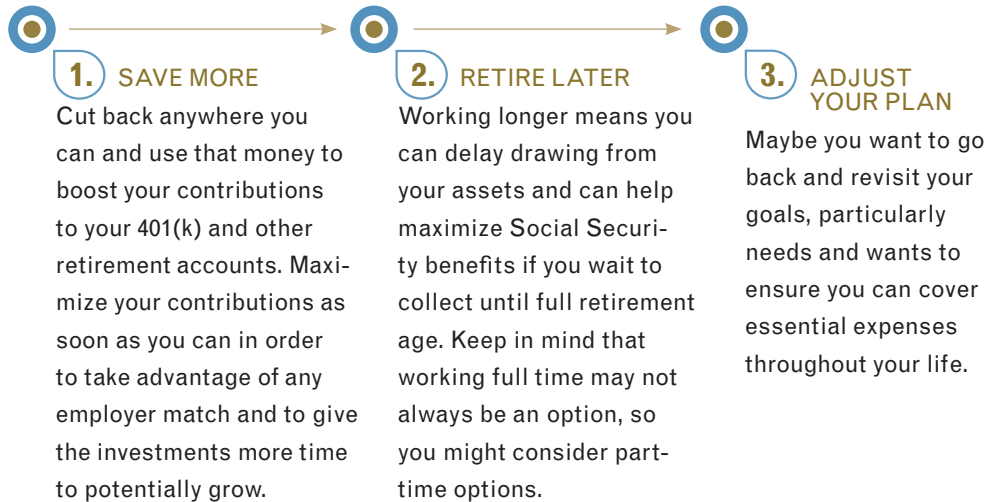 1. SAVE MORE
Cut back anywhere you
can and use that money to
boost your contributions
to your 401(k) and other
retirement accounts. Maxi-
mize your contributions as
soon as you can in order
to take advantage of any
employer match and to give
the investments more time
to potentially grow.
2. RETIRE LATER
Working longer means you
can delay drawing from
your assets and can help
maximize Social Securi-
ty benefits if you wait to
collect until full retirement
age. Keep in mind that
working full time may not
always be an option, so
you might consider part-
time options.
3. ADJUST
YOUR PLAN
Maybe you want to go
back and revisit your
goals, particularly
needs and wants to
ensure you can cover
essential expenses
throughout your life.